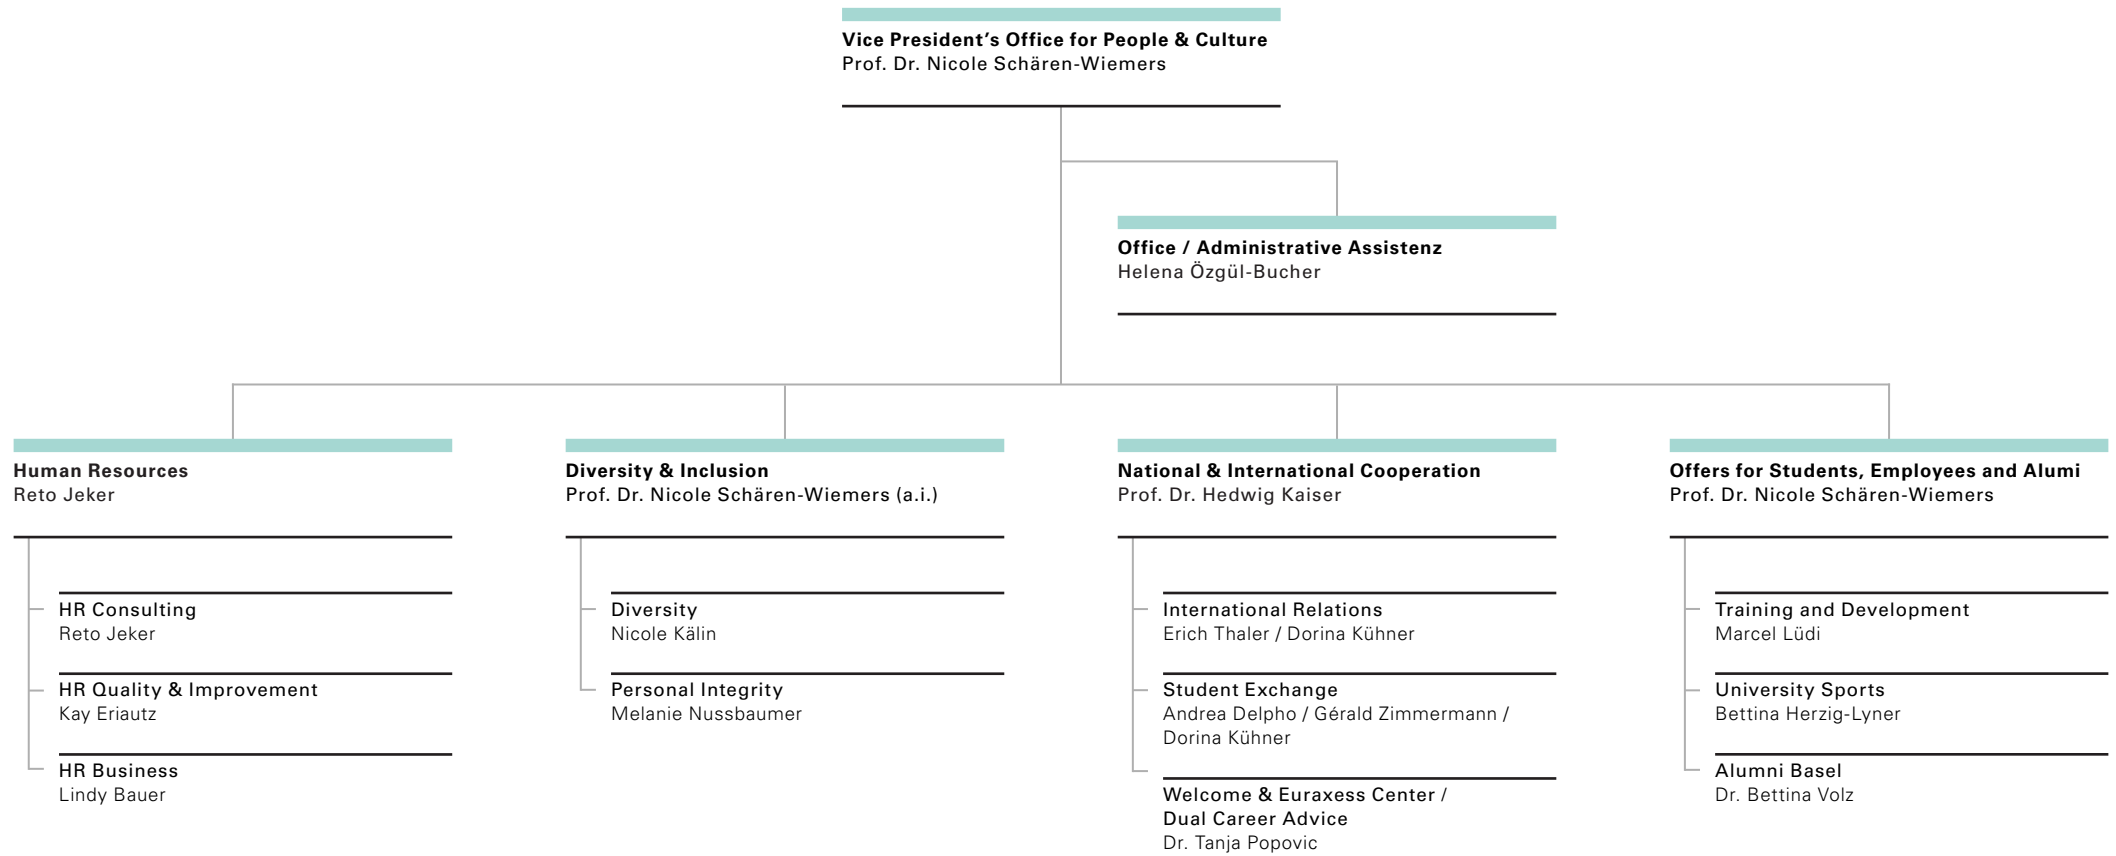 Vice President's Office for People & Culture
Prof. Dr. Nicole Schären-Wiemers
Office / Administrative Assistenz
Helena Özgül-Bucher
Human Resources
Reto Jeker
HR Consulting
Reto Jeker
HR Quality & Improvement
Kay Eriautz
HR Business
Lindy Bauer
Diversity & Inclusion
Prof. Dr. Nicole Schären-Wiemers (a.i.)
Diversity
Nicole Kälin
Personal Integrity
Melanie Nussbaumer
National & International Cooperation
Prof. Dr. Hedwig Kaiser
International Relations
Erich Thaler / Dorina Kühner
Student Exchange
Andrea Delpho / Gérald Zimmermann /
Dorina Kühner
Welcome & Euraxess Center /
Dual Career Advice
Dr. Tanja Popovic
Offers for Students, Employees and Alumi
Prof. Dr. Nicole Schären-Wiemers
Training and Development
Marcel Lüdi
University Sports
Bettina Herzig-Lyner
Alumni Basel
Dr. Bettina Volz